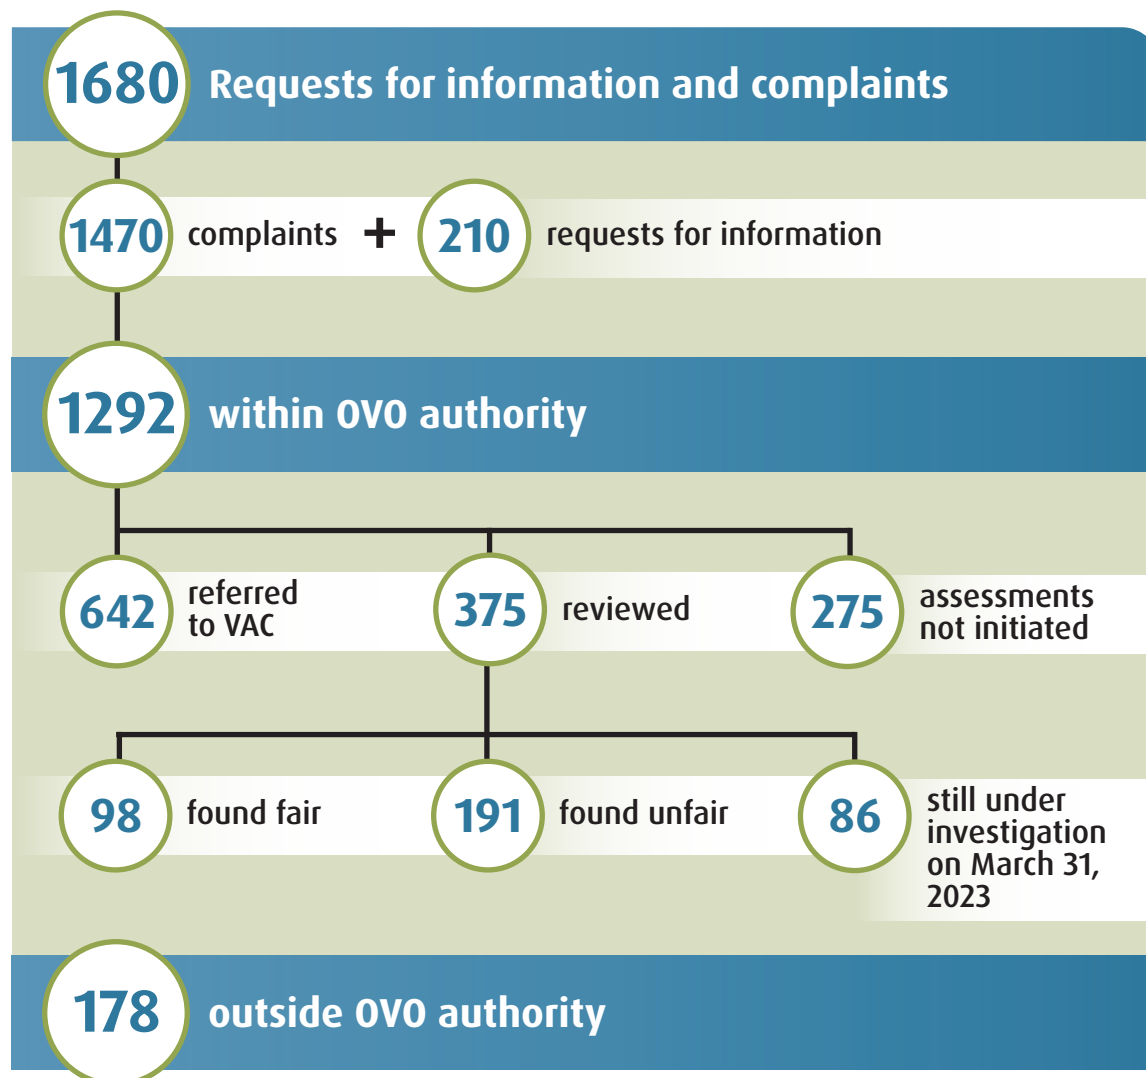 1680 Requests for information and complaints
1470 complaints + 210 requests for information
1292 within OVO authority
642 referred
to VAC
375 reviewed
275 assessments
not initiated
98 found fair
191 found unfair
86 still under
investigation
on March 31,
2023
178 outside OVO authority